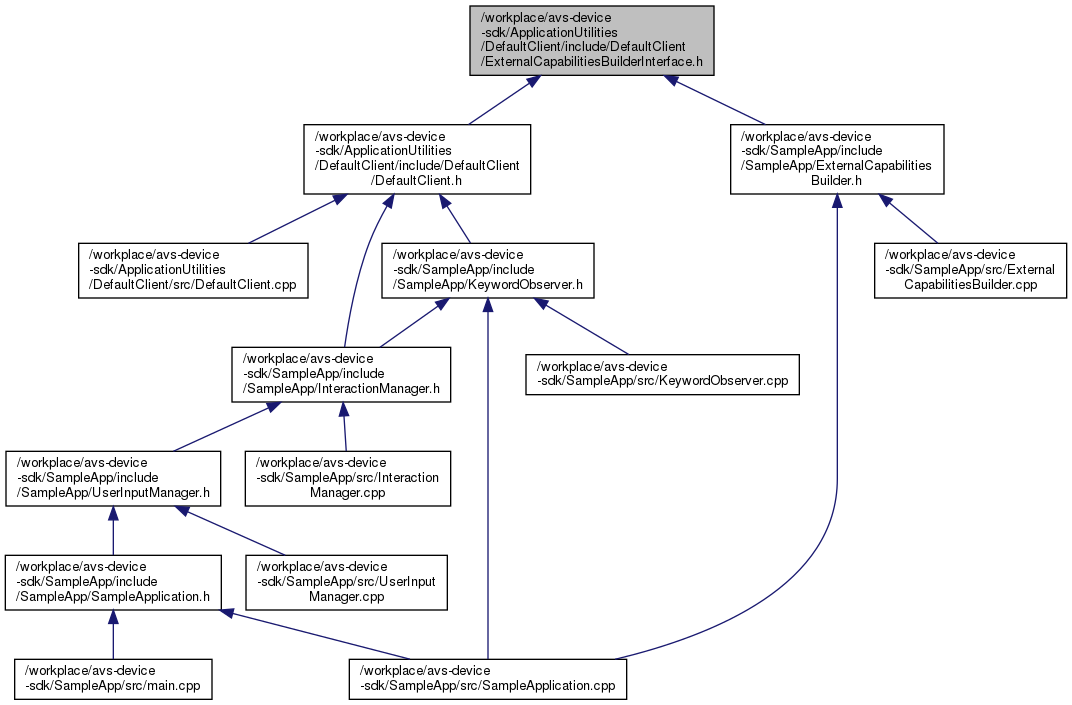 /workplace/avs-device
-sdk/ApplicationUtilities
/DefaultClient/include/DefaultClient
/ExternalCapabilitiesBuilderInterface.h
/workplace/avs-device
-sdk/ApplicationUtilities
/DefaultClient/include/DefaultClient
/DefaultClient.h
/workplace/avs-device
-sdk/SampleApp/include
/SampleApp/ExternalCapabilities
Builder.h
/workplace/avs-device
-sdk/ApplicationUtilities
/DefaultClient/src/DefaultClient.cpp
/workplace/avs-device
-sdk/SampleApp/include
/SampleApp/KeywordObserver.h
/workplace/avs-device
-sdk/SampleApp/src/External
CapabilitiesBuilder.cpp
/workplace/avs-device
-sdk/SampleApp/include
/SampleApp/InteractionManager.h
/workplace/avs-device
-sdk/SampleApp/src/KeywordObserver.cpp
/workplace/avs-device
-sdk/SampleApp/include
/SampleApp/UserInputManager.h
/workplace/avs-device
-sdk/SampleApp/src/Interaction
Manager.cpp
/workplace/avs-device
-sdk/SampleApp/include
/SampleApp/SampleApplication.h
/workplace/avs-device
-sdk/SampleApp/src/UserInput
Manager.cpp
/workplace/avs-device
-sdk/SampleApp/src/main.cpp
/workplace/avs-device
-sdk/SampleApp/src/SampleApplication.cpp